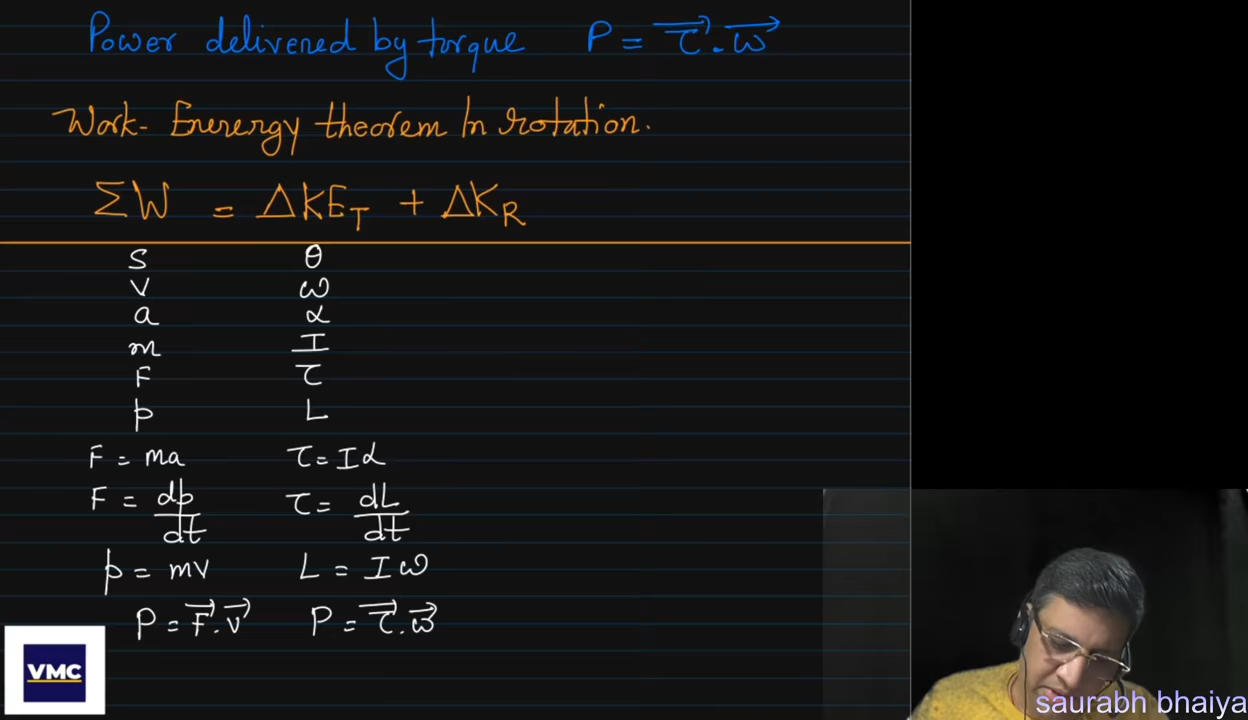 Power delivered by torque P = τ⃗.ω⃗
Work- Enerergy theorem In rotation.
ΣW = ΔKE_T + ΔK_R
S θ
v ω
a α
m I
F τ
p L
F = ma τ = Iα
F = dp/dt τ = dL/dt
p = mv L = Iω
P = F⃗.v⃗ P = τ⃗.ω⃗
VMC
saurabh bhaiya